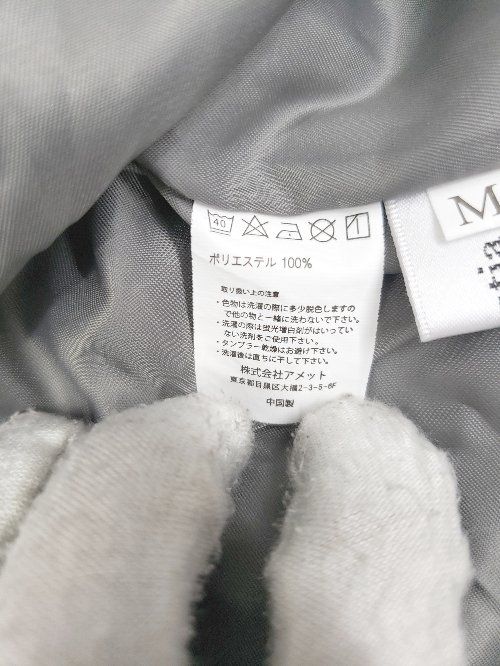 40
ポリエステル 100%
取り扱い上の注意
・色物は洗濯の際に多少脱色しますの
で他の物と一緒に洗わないで下さい。
・洗濯の際は蛍光増白剤がはいってい
ない洗剤をご使用下さい。
・タンブラー乾燥はお避け下さい。
・洗濯後は直ちに干して下さい。
株式会社アメット
東京都目黒区大橋2-3-5-6F
中国製
M